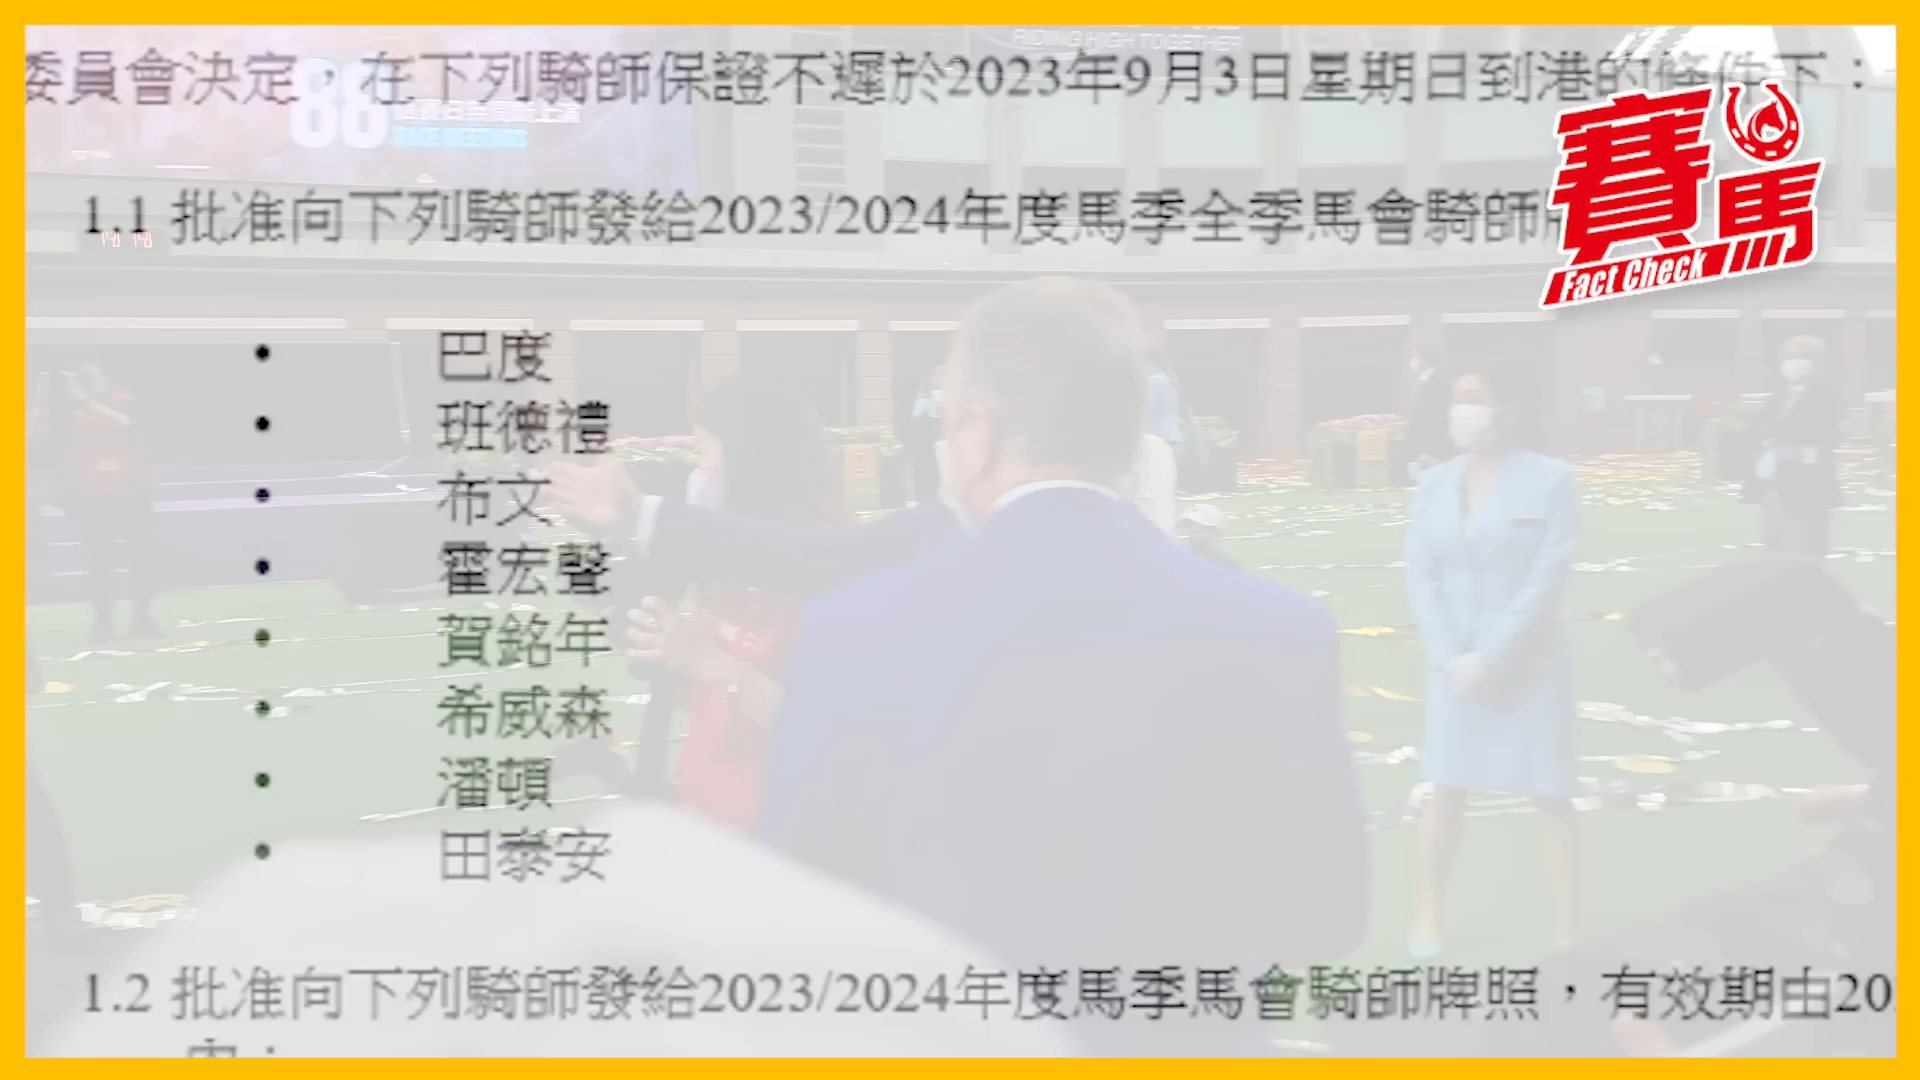 委員會決定，在下列騎師保證不遲於2023年9月3日星期日到港的條件下：
RIDING HIGH TOGETHER
88
RACE MEETINGS
賽馬
Fact Check
1.1 批准向下列騎師發給2023/2024年度馬季全季馬會騎師
• 巴度
• 班德禮
• 布文
• 霍宏聲
• 賀銘年
• 希威森
• 潘頓
• 田泰安
1.2 批准向下列騎師發給2023/2024年度馬季馬會騎師牌照，有效期由20